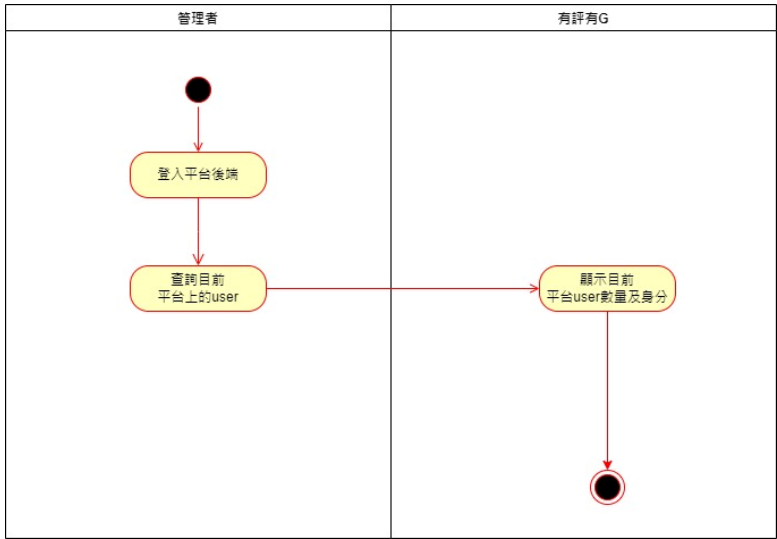 管理者
有評有G
登入平台後端
查詢目前
平台上的user
顯示目前
平台user數量及身分